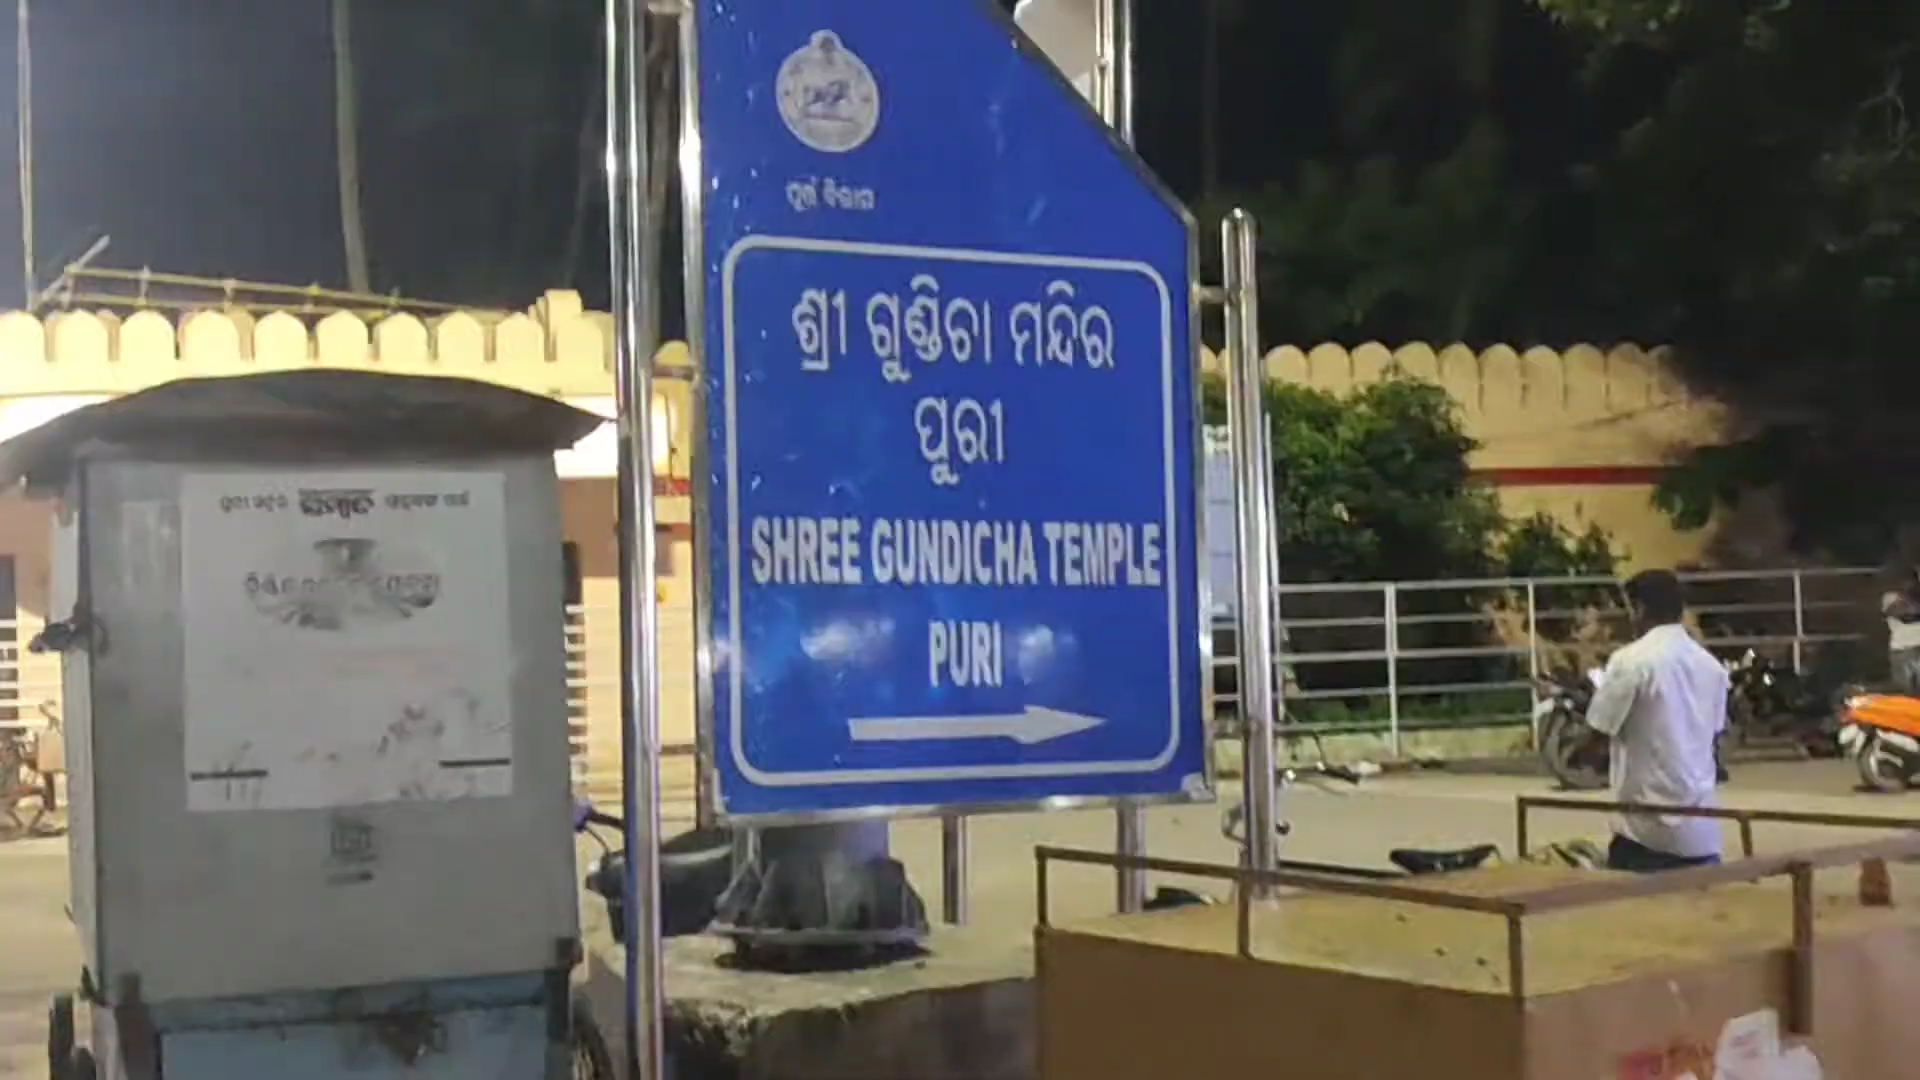 ପୂର୍ତ୍ତ ବିଭାଗ
ଶ୍ରୀ ଗୁଣ୍ଡିଚା ମନ୍ଦିର
ପୁରୀ
SHREE GUNDICHA TEMPLE
PURI